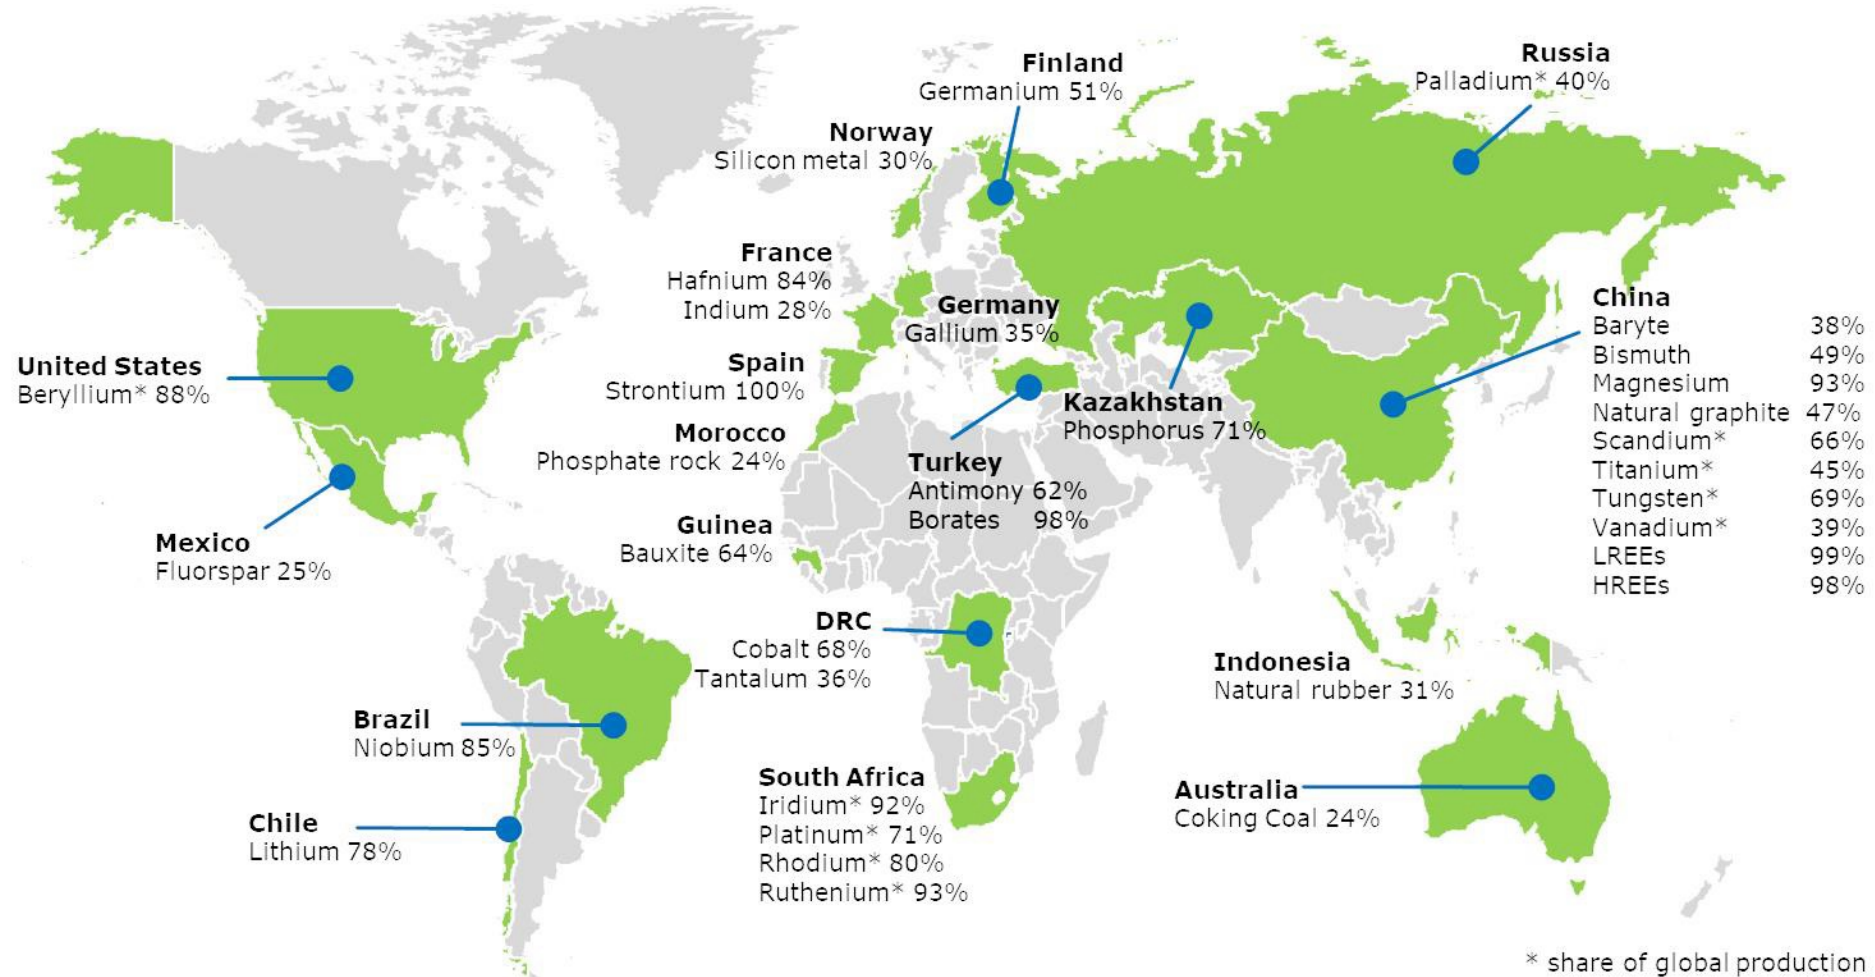 Finland
Germanium 51%
Russia
Palladium* 40%
Norway
Silicon metal 30%
France
Hafnium 84%
Indium 28%
Germany
Gallium 35%
China
Baryte 38%
Bismuth 49%
Magnesium 93%
Natural graphite 47%
Scandium* 66%
Titanium* 45%
Tungsten* 69%
Vanadium* 39%
LREEs 99%
HREEs 98%
United States
Beryllium* 88%
Spain
Strontium 100%
Kazakhstan
Phosphorus 71%
Morocco
Phosphate rock 24%
Turkey
Antimony 62%
Borates 98%
Mexico
Fluorspar 25%
Guinea
Bauxite 64%
DRC
Cobalt 68%
Tantalum 36%
Indonesia
Natural rubber 31%
Brazil
Niobium 85%
South Africa
Iridium* 92%
Platinum* 71%
Rhodium* 80%
Ruthenium* 93%
Australia
Coking Coal 24%
Chile
Lithium 78%
* share of global production